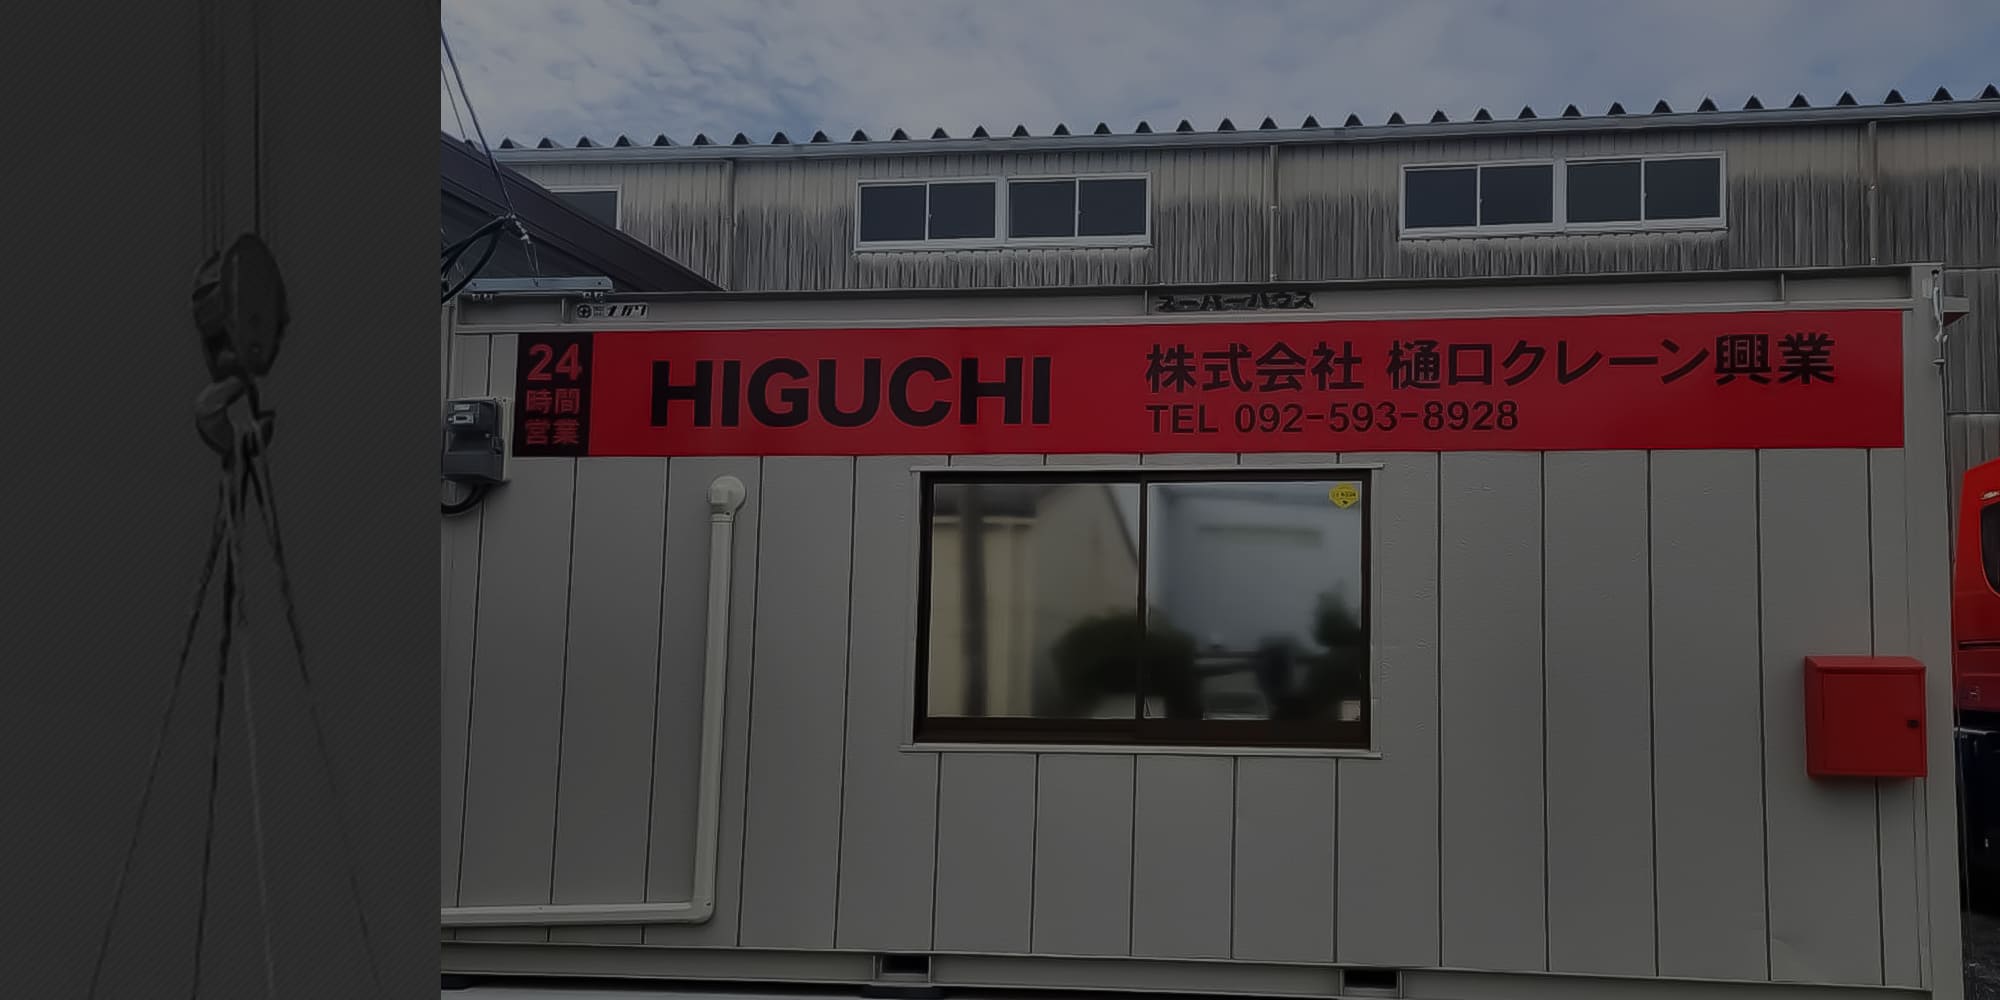 スーパーハウス
24
時間
営業
HIGUCHI
株式会社 樋口クレーン興業
TEL 092-593-8928